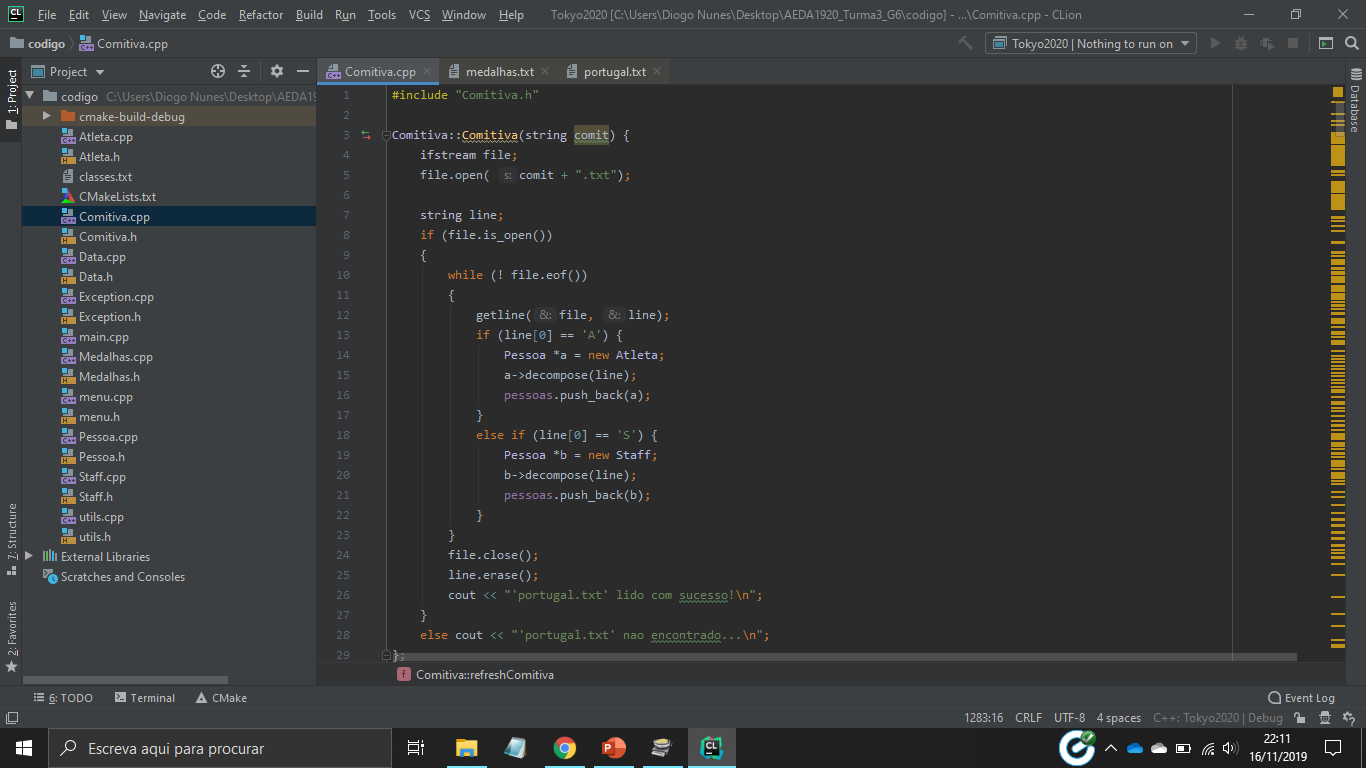 File Edit View Navigate Code Refactor Build Run Tools VCS Window Help Tokyo2020 [C:\Users\Diogo Nunes\Desktop\AEDA1920_Turma3_G6\codigo] - ...\Comitiva.cpp - CLion
codigo Comitiva.cpp Tokyo2020 | Nothing to run on
Project Comitiva.cpp medalhas.txt portugal.txt
1: Project
7: Structure
2: Favorites
Database
codigo C:\Users\Diogo Nunes\Desktop\AEDA19
cmake-build-debug
Atleta.cpp
Atleta.h
classes.txt
CMakeLists.txt
Comitiva.cpp
Comitiva.h
Data.cpp
Data.h
Exception.cpp
Exception.h
main.cpp
Medalhas.cpp
Medalhas.h
menu.cpp
menu.h
Pessoa.cpp
Pessoa.h
Staff.cpp
Staff.h
utils.cpp
utils.h
External Libraries
Scratches and Consoles
1 #include "Comitiva.h"
2
3 Comitiva::Comitiva(string comit) {
4 ifstream file;
5 file.open( s: comit + ".txt");
6
7 string line;
8 if (file.is_open())
9 {
10 while (! file.eof())
11 {
12 getline( &: file, &: line);
13 if (line[0] == 'A') {
14 Pessoa *a = new Atleta;
15 a->decompose(line);
16 pessoas.push_back(a);
17 }
18 else if (line[0] == 'S') {
19 Pessoa *b = new Staff;
20 b->decompose(line);
21 pessoas.push_back(b);
22 }
23 }
24 file.close();
25 line.erase();
26 cout << "'portugal.txt' lido com sucesso!\n";
27 }
28 else cout << "'portugal.txt' nao encontrado...\n";
29 };
f Comitiva::refreshComitiva
6: TODO Terminal CMake Event Log
1283:16 CRLF UTF-8 4 spaces C++: Tokyo2020 | Debug
Escreva aqui para procurar
22:11
16/11/2019